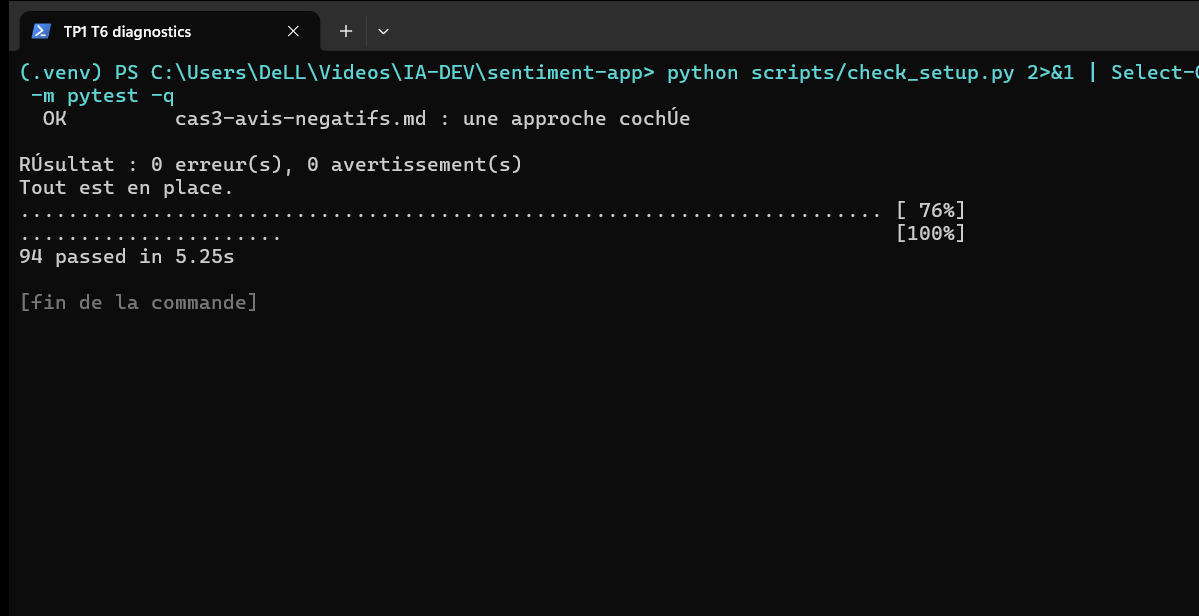 TP1 T6 diagnostics
(.venv) PS C:\Users\DeLL\Videos\IA-DEV\sentiment-app> python scripts/check_setup.py 2>&1 | Select-
-m pytest -q
OK cas3-avis-negatifs.md : une approche cochÚe
RÚsultat : 0 erreur(s), 0 avertissement(s)
Tout est en place.
........................................................................ [ 76%]
...................... [100%]
94 passed in 5.25s
[fin de la commande]